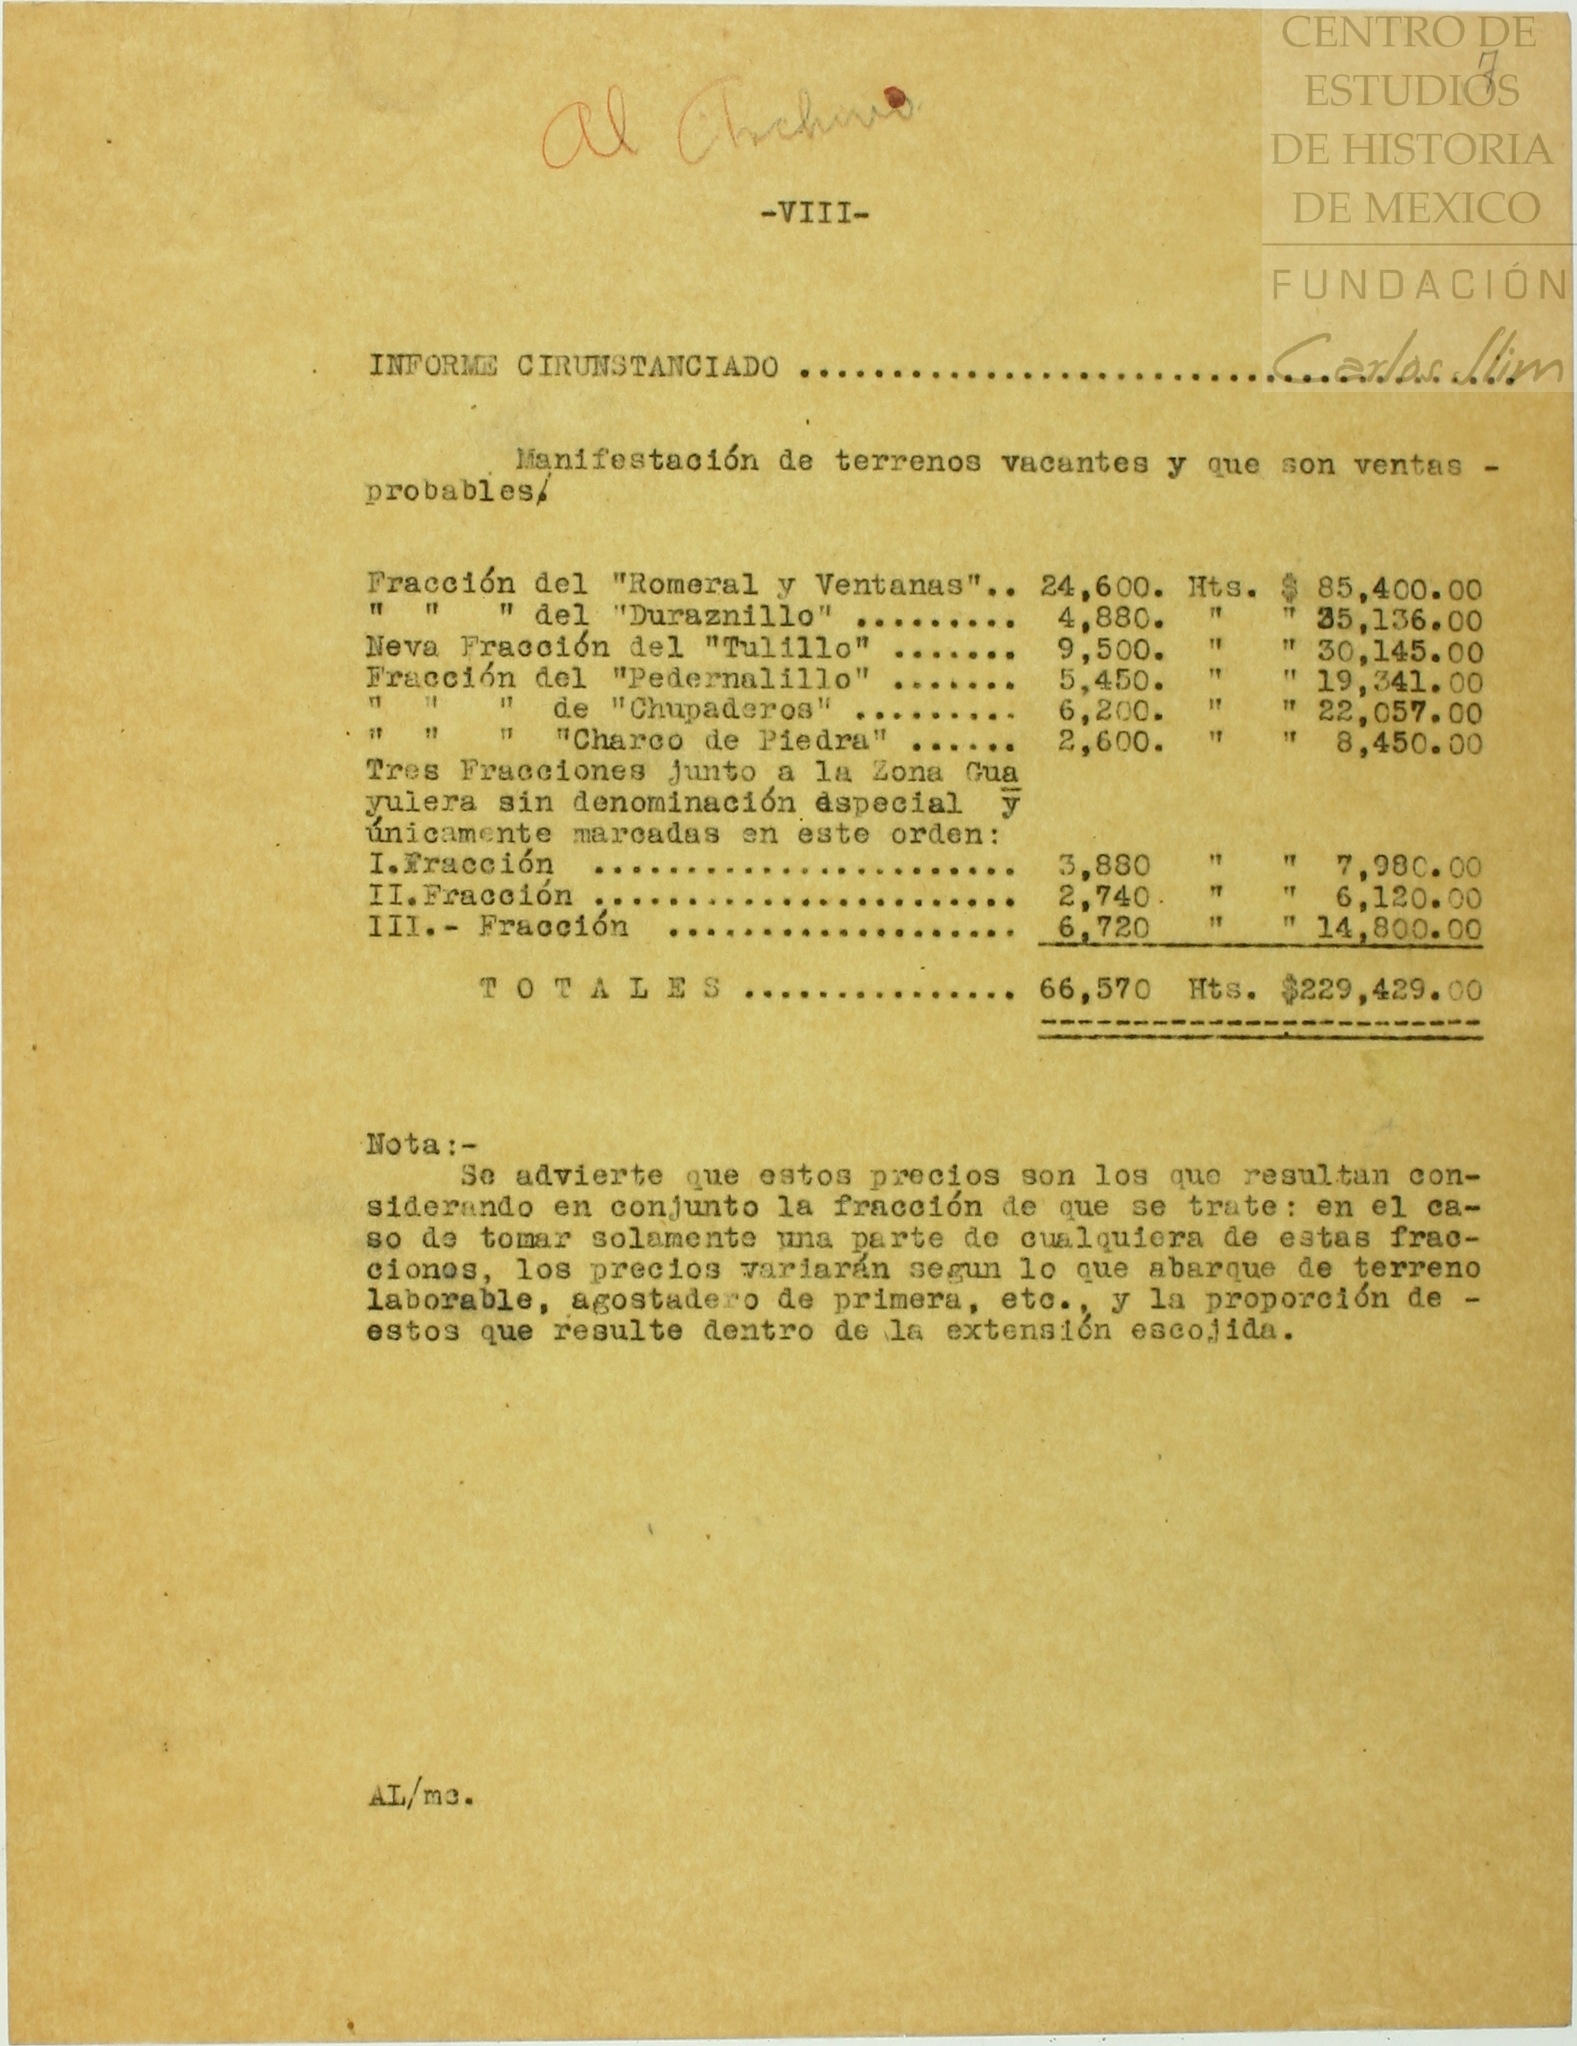 CENTRO DE
ESTUDIOS
DE HISTORIA
DE MEXICO
FUNDACIÓN
Carlos Slim
7
Al Archivo
-VIII-
INFORME CIRUNSTANCIADO .......................................
Manifestación de terrenos vacantes y que son ventas -
probables/
Fracción del "Romeral y Ventanas".. 24,600. Hts. $ 85,400.00
" " " del "Duraznillo" ......... 4,880. " " 35,136.00
Neva Fracción del "Tulillo" ....... 9,500. " " 30,145.00
Fracción del "Pedernalillo" ....... 5,450. " " 19,341.00
" " " de "Chupaderos" ......... 6,200. " " 22,057.00
" " " "Charco de Piedra" ...... 2,600. " " 8,450.00
Tres Fracciones junto a la Zona Gua
yulera sin denominación especial y
únicamente marcadas en este orden:
I.Fracción ....................... 3,880 " " 7,980.00
II.Fracción ....................... 2,740 " " 6,120.00
III.- Fracción ................... 6,720 " " 14,800.00
T O T A L E S ............... 66,570 Hts. $229,429.00
Nota:-
Se advierte que estos precios son los que resultan con-
siderando en conjunto la fracción de que se trate: en el ca-
so de tomar solamente una parte de cualquiera de estas frac-
ciones, los precios variarán segun lo que abarque de terreno
laborable, agostadero de primera, etc., y la proporción de -
estos que resulte dentro de la extensión escojida.
AL/mc.